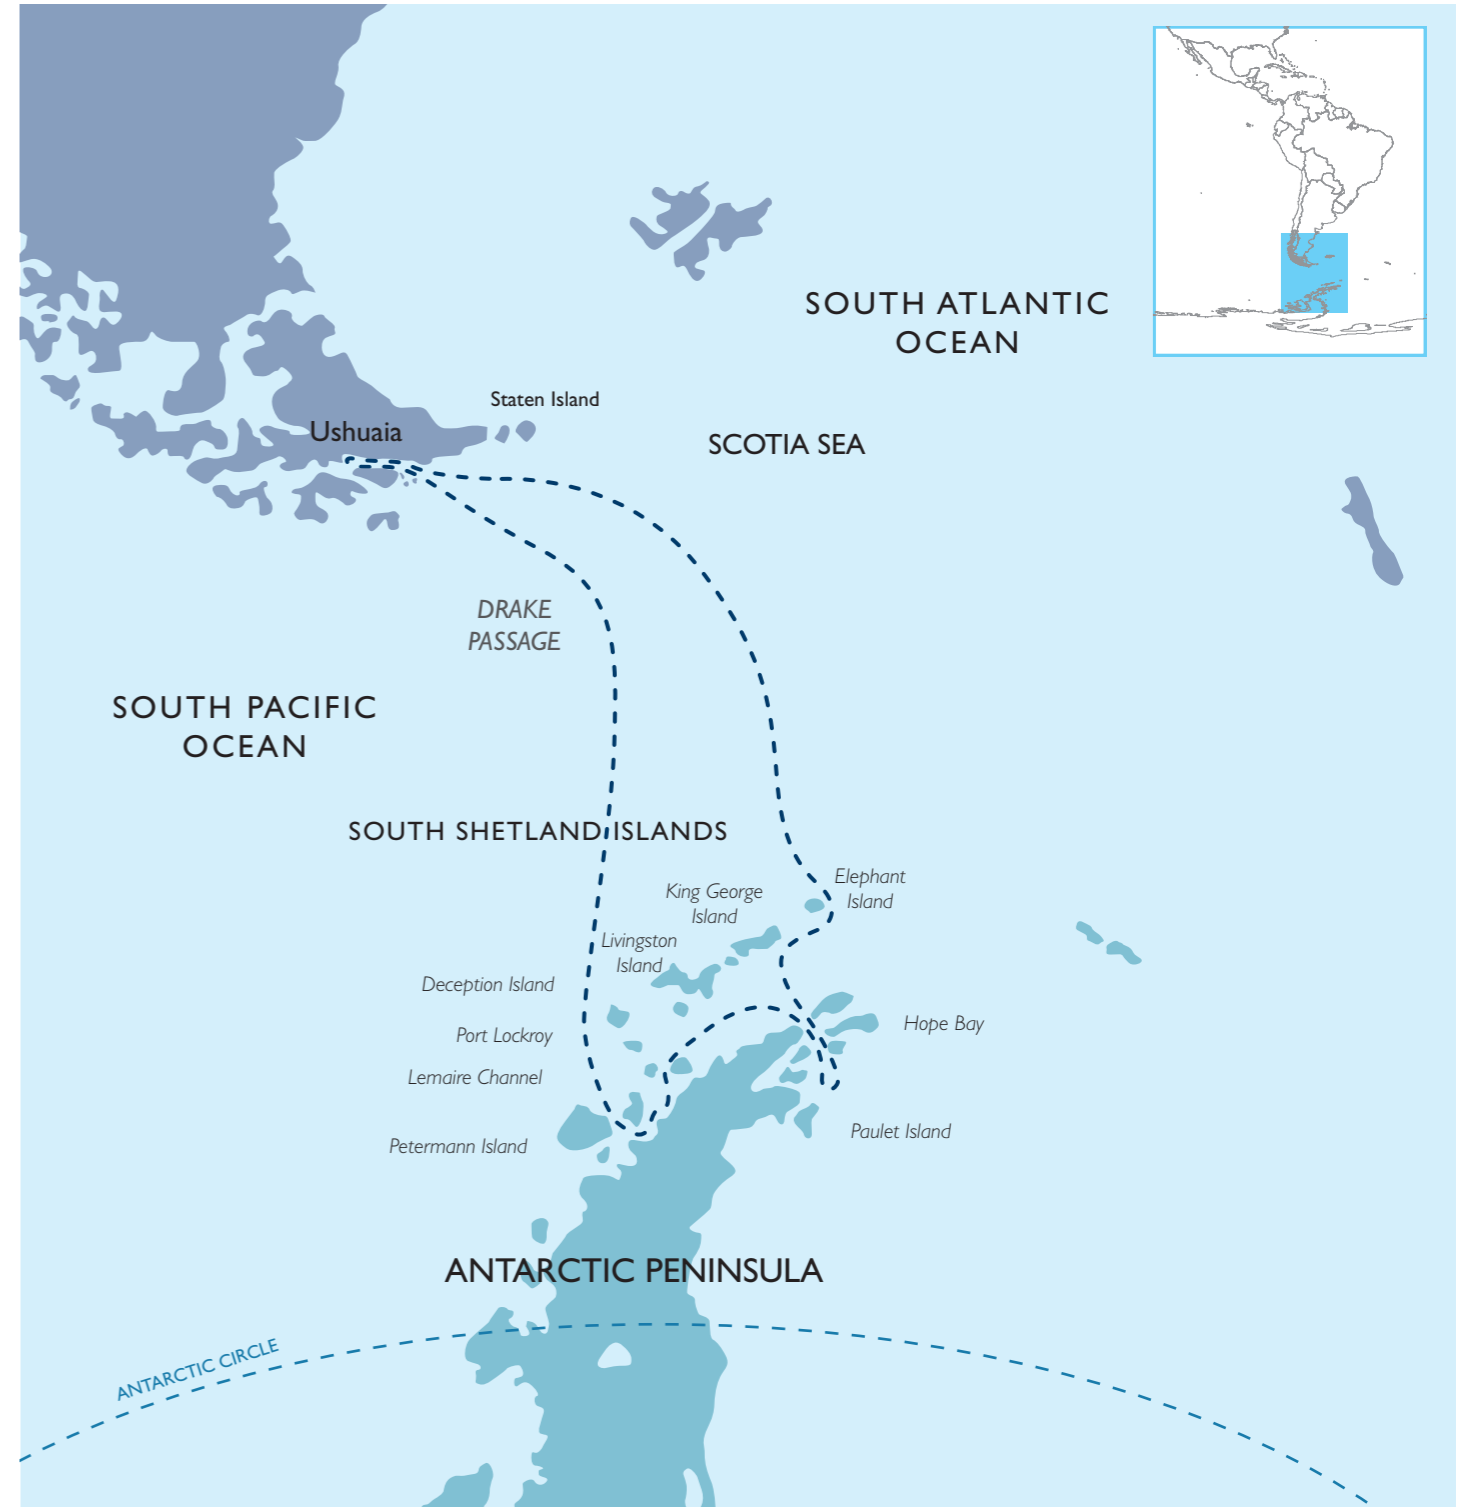 SOUTH ATLANTIC
OCEAN
Staten Island
Ushuaia
SCOTIA SEA
DRAKE
PASSAGE
SOUTH PACIFIC
OCEAN
SOUTH SHETLAND ISLANDS
Elephant
Island
King George
Island
Livingston
Island
Deception Island
Hope Bay
Port Lockroy
Lemaire Channel
Paulet Island
Petermann Island
ANTARCTIC PENINSULA
ANTARCTIC CIRCLE